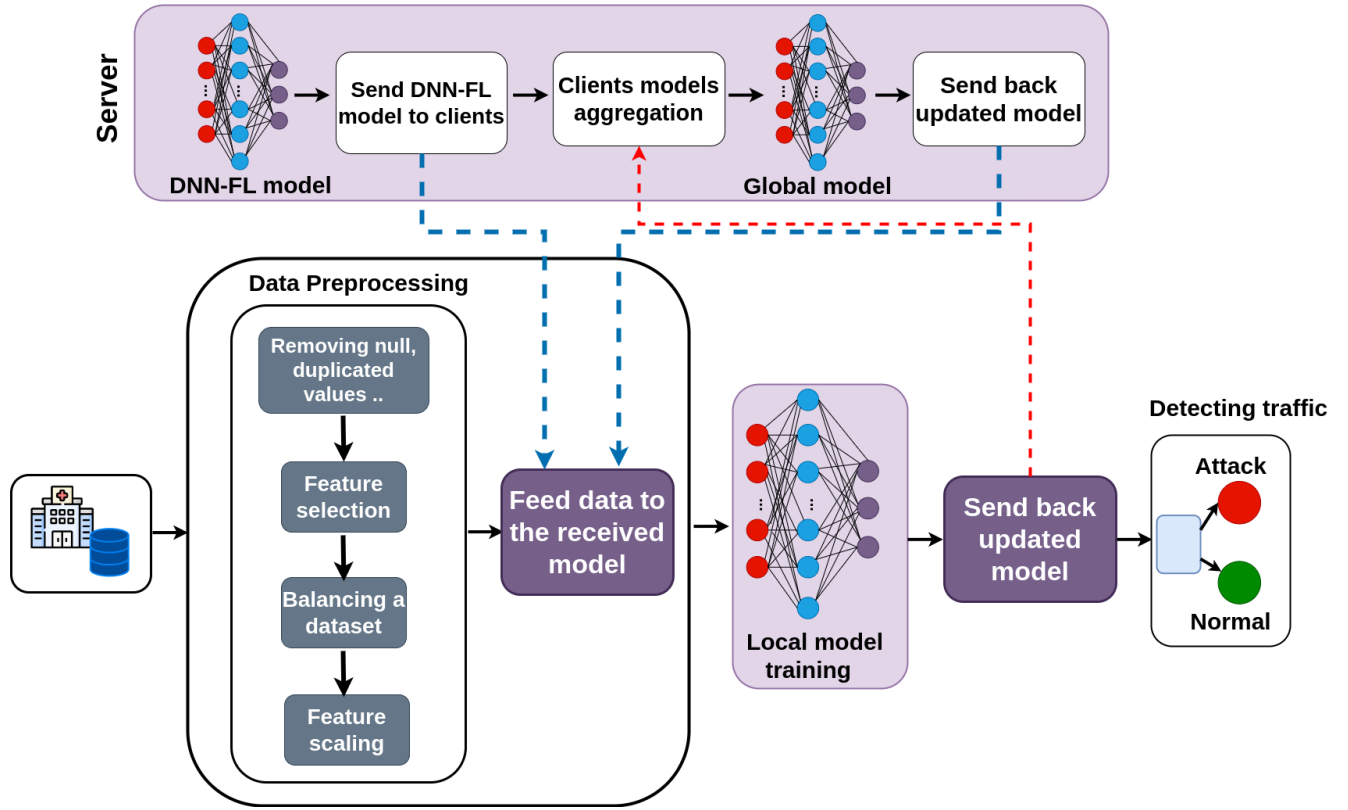 Server
Send DNN-FL
model to clients
Clients models
aggregation
Send back
updated model
DNN-FL model
Global model
Data Preprocessing
Removing null,
duplicated
values ..
Feature
selection
Balancing a
dataset
Feature
scaling
Feed data to
the received
model
Local model
training
Send back
updated
model
Detecting traffic
Attack
Normal